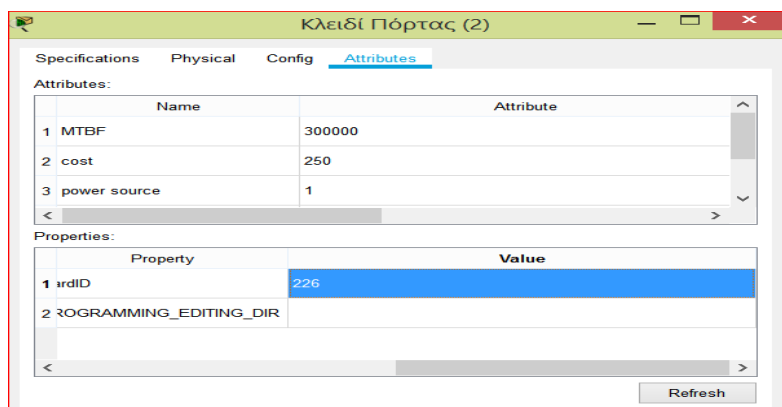 Κλειδί Πόρτας (2)
Specifications Physical Config Attributes
Attributes:
Name Attribute
1 MTBF 300000
2 cost 250
3 power source 1
Properties:
Property Value
1 ardID 226
2 ROGRAMMING_EDITING_DIR
Refresh